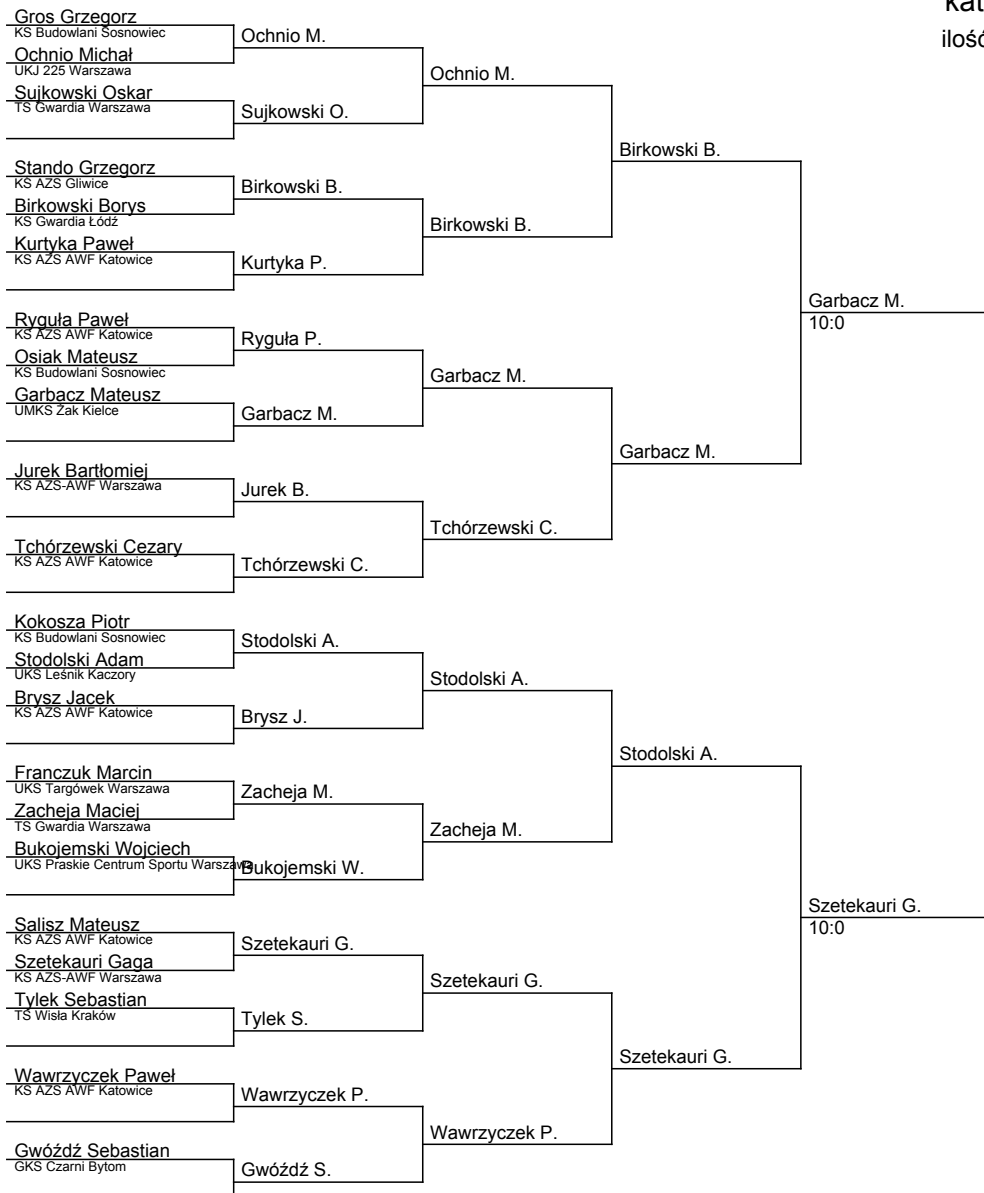 kat
ilość
Gros Grzegorz
KS Budowlani Sosnowiec
Ochnio Michał
UKJ 225 Warszawa
Sujkowski Oskar
TS Gwardia Warszawa
Stando Grzegorz
KS AZS Gliwice
Birkowski Borys
KS Gwardia Łódź
Kurtyka Paweł
KS AZS AWF Katowice
Ryguła Paweł
KS AZS AWF Katowice
Osiak Mateusz
KS Budowlani Sosnowiec
Garbacz Mateusz
UMKS Żak Kielce
Jurek Bartłomiej
KS AZS-AWF Warszawa
Tchórzewski Cezary
KS AZS AWF Katowice
Kokosza Piotr
KS Budowlani Sosnowiec
Stodolski Adam
UKS Leśnik Kaczory
Brysz Jacek
KS AZS AWF Katowice
Franczuk Marcin
UKS Targówek Warszawa
Zacheja Maciej
TS Gwardia Warszawa
Bukojemski Wojciech
UKS Praskie Centrum Sportu Warszawa
Salisz Mateusz
KS AZS AWF Katowice
Szetekauri Gaga
KS AZS-AWF Warszawa
Tylek Sebastian
TS Wisła Kraków
Wawrzyczek Paweł
KS AZS AWF Katowice
Gwóźdź Sebastian
GKS Czarni Bytom
Ochnio M.
Sujkowski O.
Birkowski B.
Kurtyka P.
Ryguła P.
Garbacz M.
Jurek B.
Tchórzewski C.
Stodolski A.
Brysz J.
Zacheja M.
Bukojemski W.
Szetekauri G.
Tylek S.
Wawrzyczek P.
Gwóźdź S.
Ochnio M.
Birkowski B.
Garbacz M.
Tchórzewski C.
Stodolski A.
Zacheja M.
Szetekauri G.
Wawrzyczek P.
Birkowski B.
Garbacz M.
Stodolski A.
Szetekauri G.
Garbacz M.
10:0
Szetekauri G.
10:0